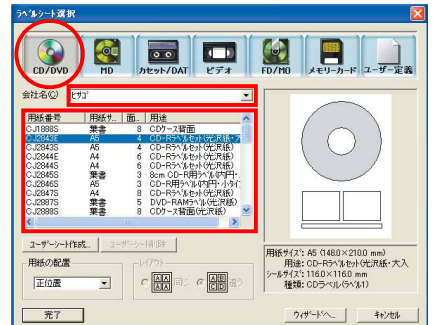 ラベルシート選択
CD/DVD
MD
カセット/DAT
ビデオ
FD/MO
メモリーカード
ユーザー定義
会社名(C)
ヒサゴ
用紙番号 用紙サ... 面... 用途
CJ1888S 葉書 8 CDケース背面
CJ2843E A5 4 CD-Rラベルセット(光沢紙・大
CJ2843S A5 4 CD-Rラベルセット(光沢紙)
CJ2844E A4 6 CD-Rラベルセット(光沢紙)
CJ2844S A4 6 CD-Rラベルセット(光沢紙)
CJ2845S 葉書 3 8cm CD-R用ラベル(内円・
CJ2846S A5 3 CD-R用ラベル(内円・小タイ
CJ2847S A4 8 CD-Rラベルセット(光沢紙)
CJ2887S 葉書 5 DVD-RAMラベル(光沢紙)
CJ2888S 葉書 8 CDケース背面(光沢紙)
ユーザーシート作成... ユーザーシート削除
用紙の配置
正位置
レイアウト
同じ
違う
用紙サイズ: A5 (148.0×210.0 mm)
用途: CD-Rラベルセット(光沢紙・大入
シールサイズ: 116.0×116.0 mm
種類: CDラベル(ラベル1)
完了
ウィザードへ...
キャンセル